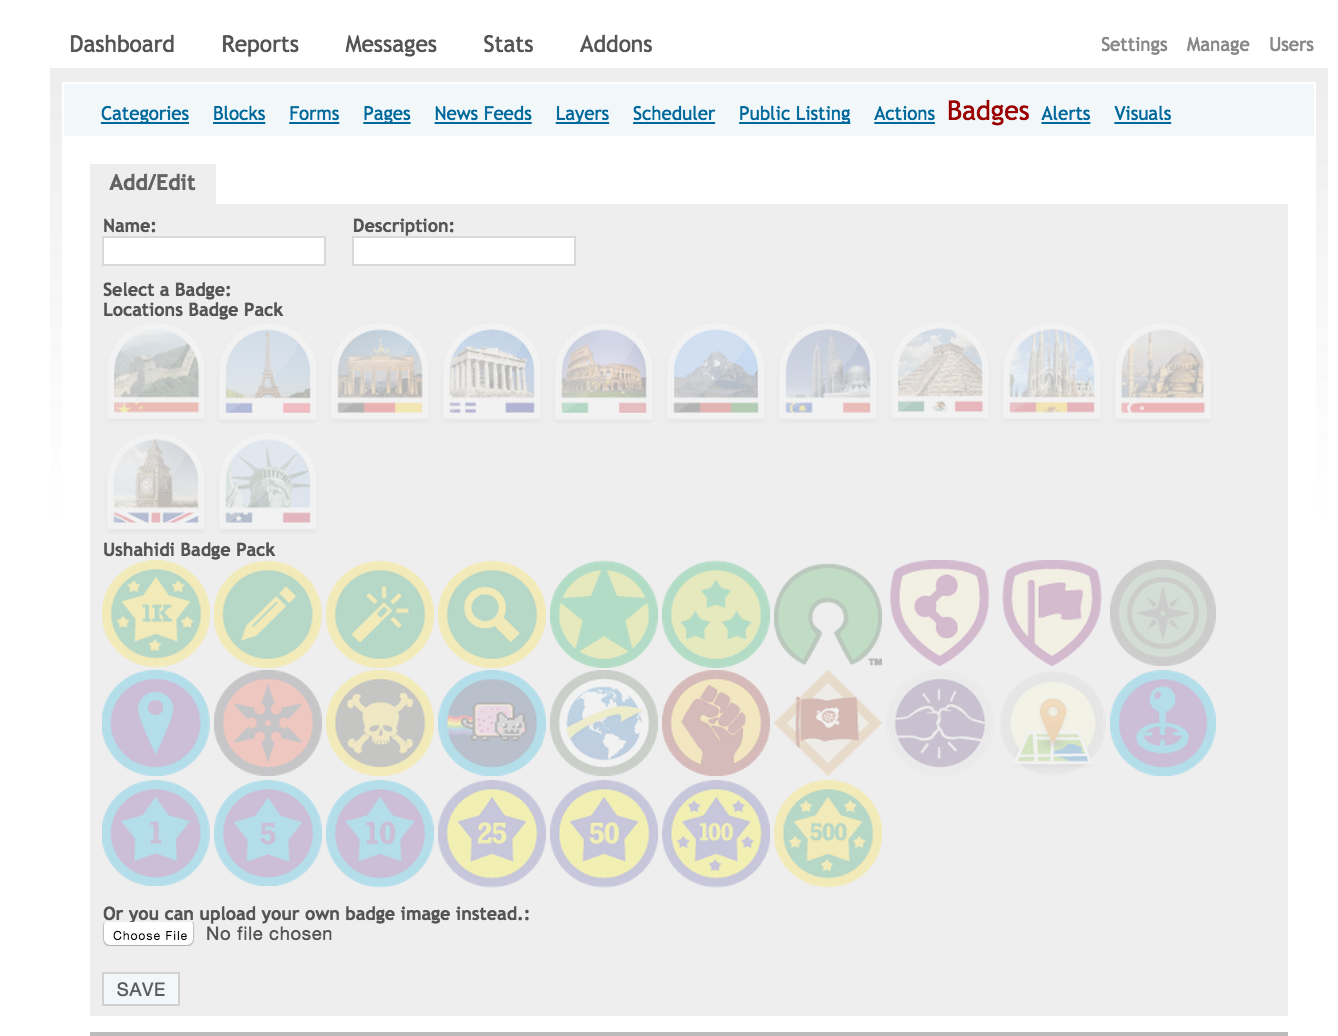 Dashboard Reports Messages Stats Addons Settings Manage Users
Categories Blocks Forms Pages News Feeds Layers Scheduler Public Listing Actions Badges Alerts Visuals
Add/Edit
Name: Description:
Select a Badge:
Locations Badge Pack
Ushahidi Badge Pack
1K
TM
1 5 10 25 50 100 500
Or you can upload your own badge image instead.:
Choose File No file chosen
SAVE